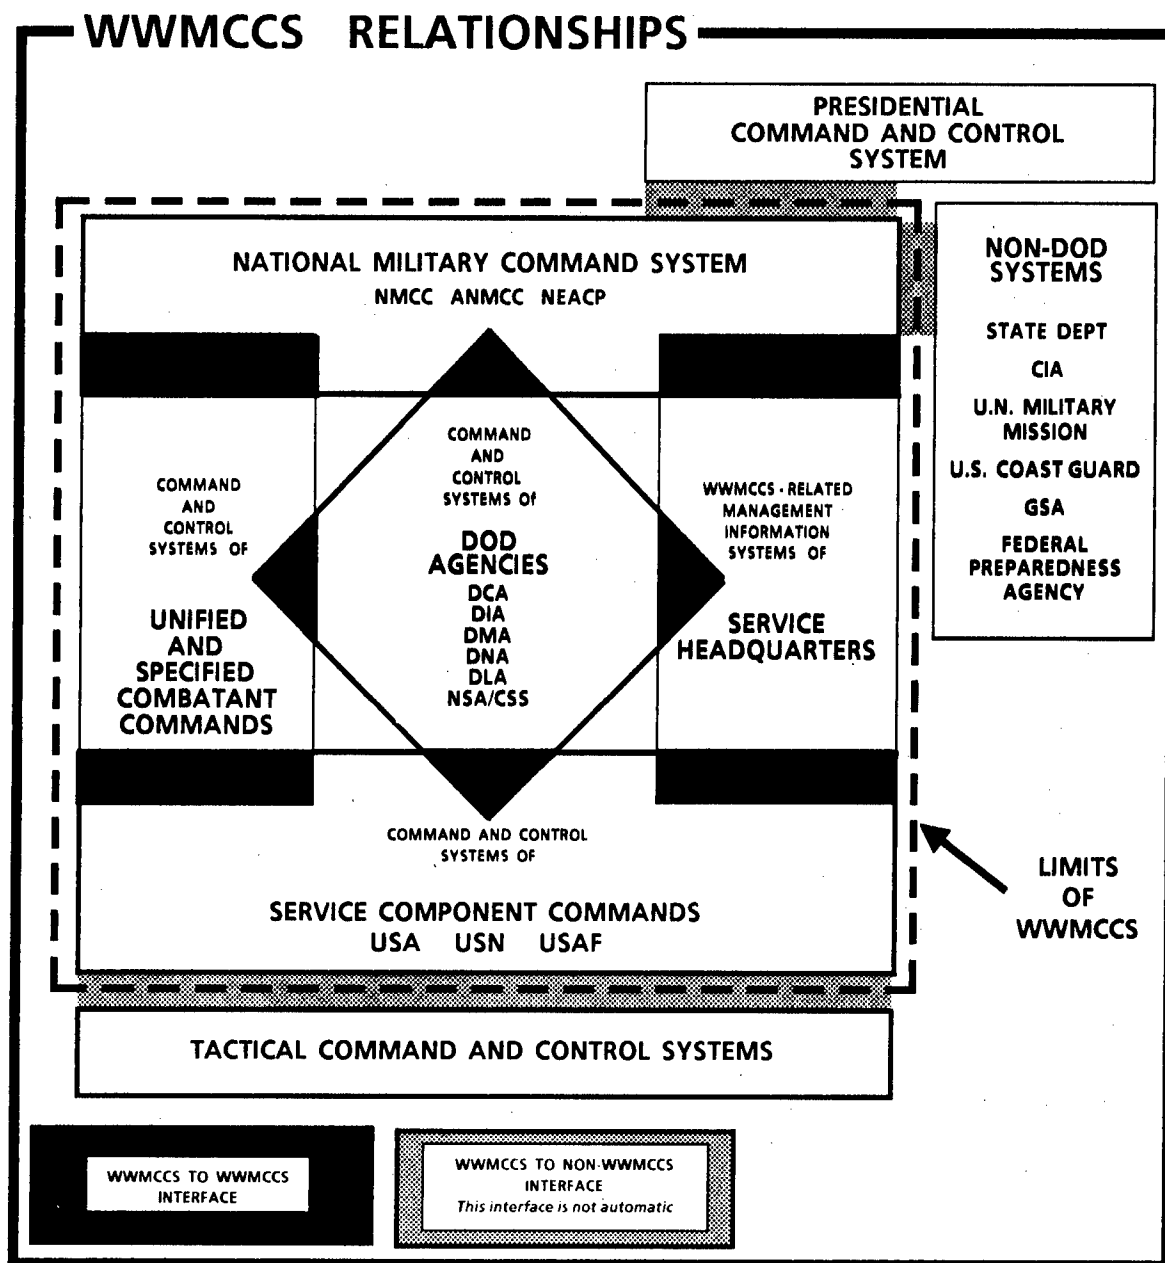 WWMCCS RELATIONSHIPS
PRESIDENTIAL
COMMAND AND CONTROL
SYSTEM
NATIONAL MILITARY COMMAND SYSTEM
NMCC ANMCC NEACP
NON-DOD
SYSTEMS
STATE DEPT
CIA
U.N. MILITARY
MISSION
U.S. COAST GUARD
GSA
FEDERAL
PREPAREDNESS
AGENCY
COMMAND
AND
CONTROL
SYSTEMS OF
UNIFIED
AND
SPECIFIED
COMBATANT
COMMANDS
COMMAND
AND
CONTROL
SYSTEMS Of
DOD
AGENCIES
DCA
DIA
DMA
DNA
DLA
NSA/CSS
WWMCCS-RELATED
MANAGEMENT
INFORMATION
SYSTEMS OF
SERVICE
HEADQUARTERS
COMMAND AND CONTROL
SYSTEMS OF
SERVICE COMPONENT COMMANDS
USA USN USAF
LIMITS
OF
WWMCCS
TACTICAL COMMAND AND CONTROL SYSTEMS
WWMCCS TO WWMCCS
INTERFACE
WWMCCS TO NON-WWMCCS
INTERFACE
This interface is not automatic